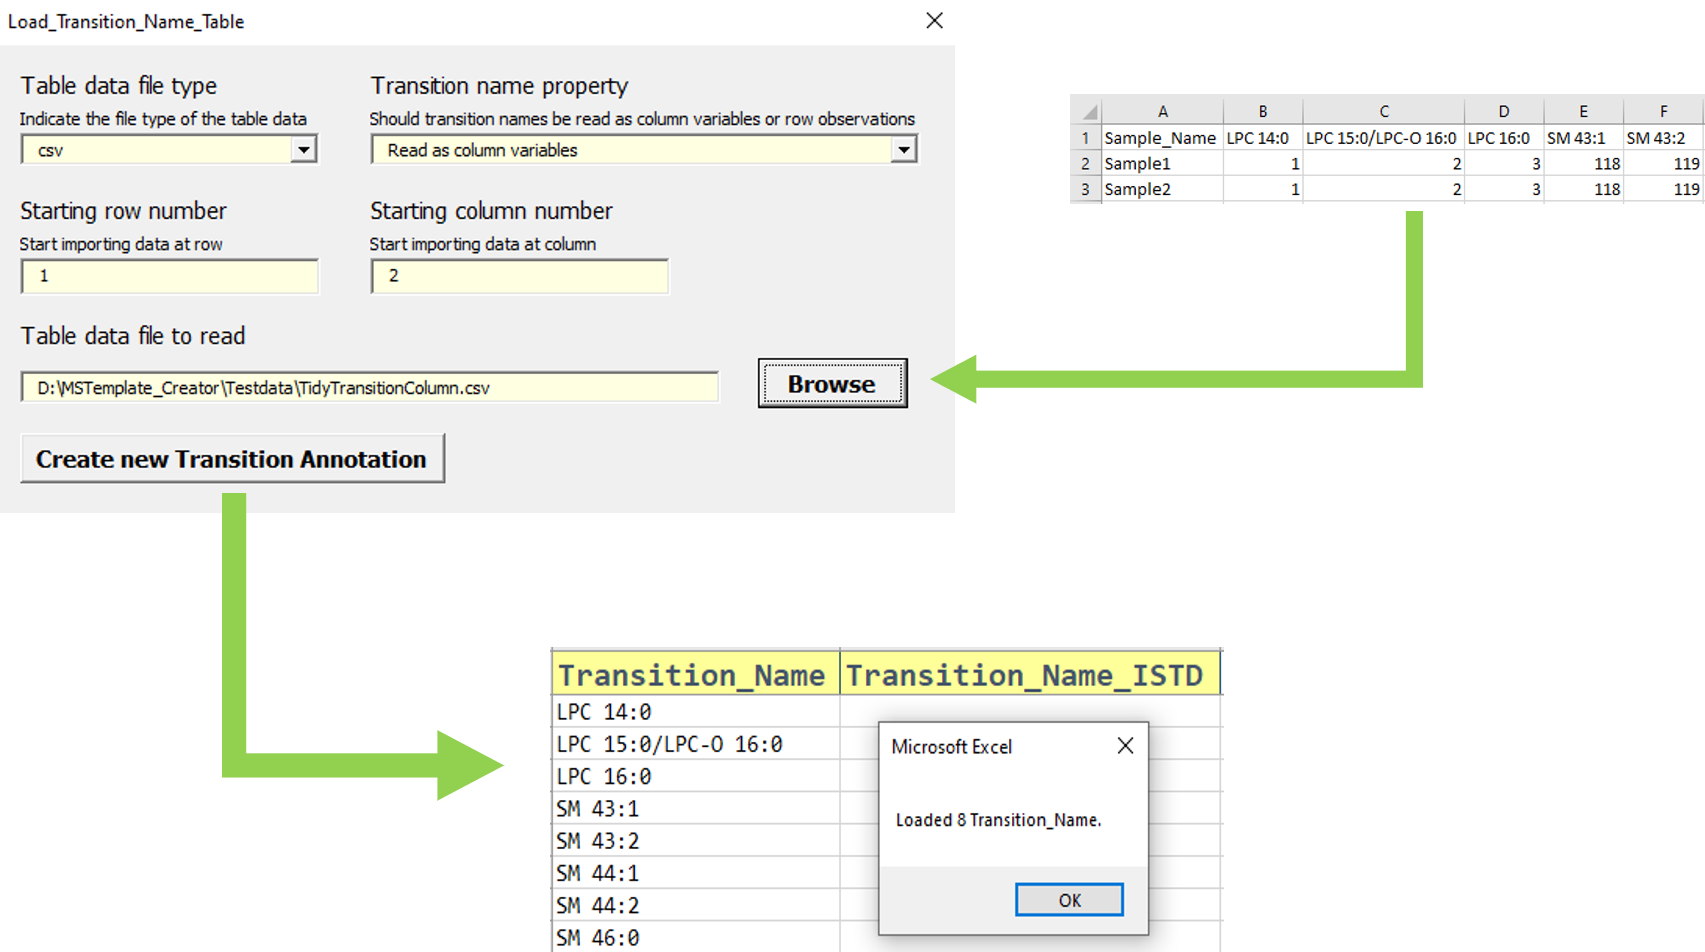 Load_Transition_Name_Table
Table data file type
Indicate the file type of the table data
csv
Transition name property
Should transition names be read as column variables or row observations
Read as column variables
Starting row number
Start importing data at row
1
Starting column number
Start importing data at column
2
Table data file to read
D:\MSTemplate_Creator\Testdata\TidyTransitionColumn.csv
Browse
Create new Transition Annotation
A B C D E F
1 Sample_Name LPC 14:0 LPC 15:0/LPC-O 16:0 LPC 16:0 SM 43:1 SM 43:2
2 Sample1 1 2 3 118 119
3 Sample2 1 2 3 118 119
Transition_Name Transition_Name_ISTD
LPC 14:0
LPC 15:0/LPC-O 16:0
LPC 16:0
SM 43:1
SM 43:2
SM 44:1
SM 44:2
SM 46:0
Microsoft Excel
Loaded 8 Transition_Name.
OK